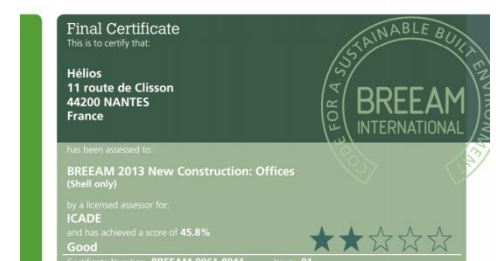 Final Certificate
This is to certify that:
Hélios
11 route de Clisson
44200 NANTES
France
has been assessed to:
BREEAM 2013 New Construction: Offices
(Shell only)
by a licensed assessor for:
ICADE
and has achieved a score of 45.8%
Good
CODE FOR A SUSTAINABLE BUILT ENVIRONMENT
BREEAM
INTERNATIONAL